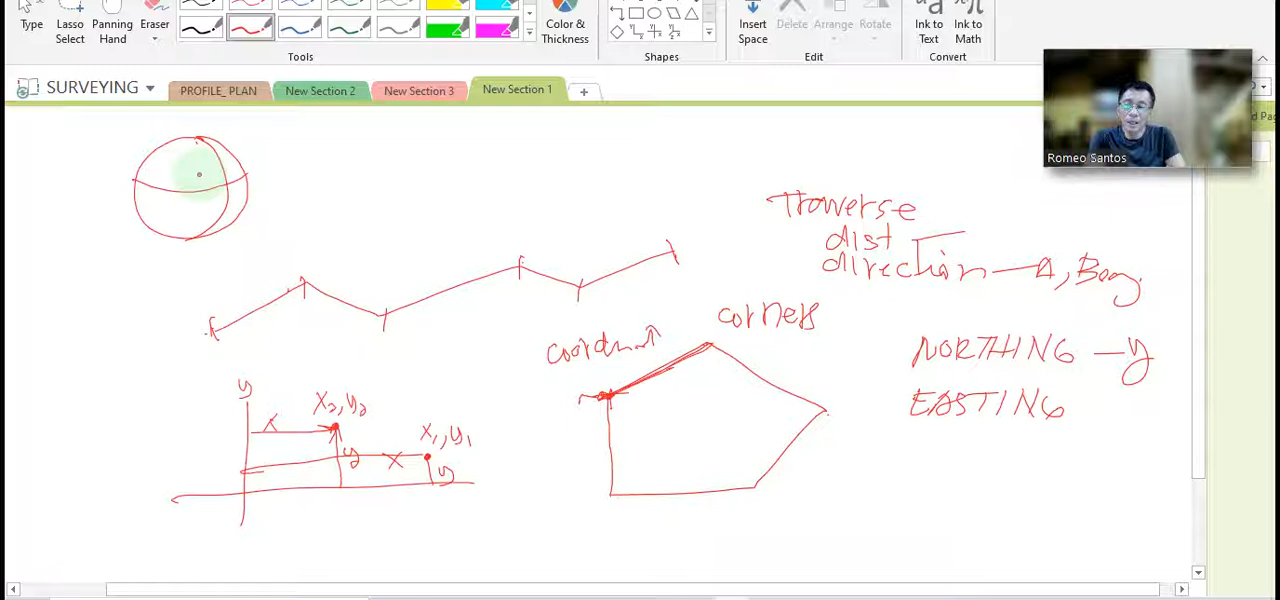 Type
Lasso
Select
Panning
Hand
Eraser
Color &
Thickness
Insert
Space
Delete
Arrange
Rotate
Ink to
Text
Ink to
Math
Tools
Shapes
Edit
Convert
SURVEYING
PROFILE_ PLAN
New Section 2
New Section 3
New Section 1
Romeo Santos
Traverse
dist
direction
corners
NORTHING — y
EASTING
y
x₂, y₂
x
x₁, y₁
y
x
y